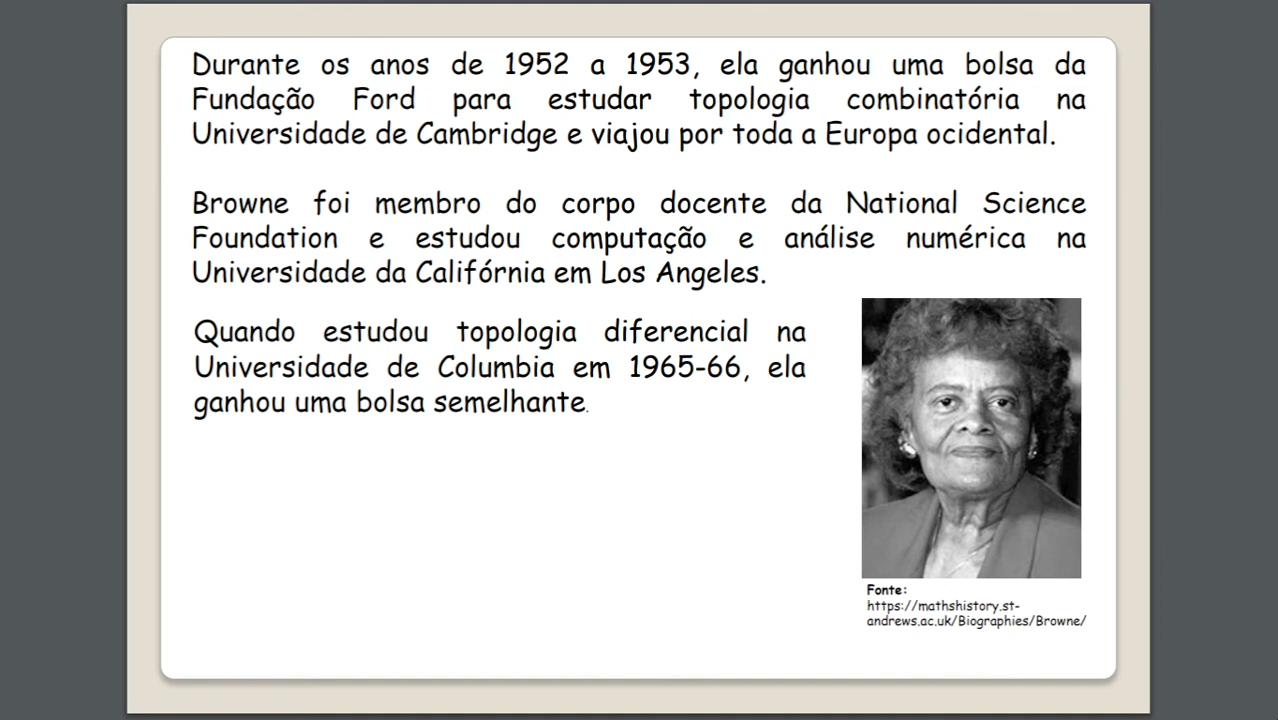 Durante os anos de 1952 a 1953, ela ganhou uma bolsa da
Fundação Ford para estudar topologia combinatória na
Universidade de Cambridge e viajou por toda a Europa ocidental.
Browne foi membro do corpo docente da National Science
Foundation e estudou computação e análise numérica na
Universidade da Califórnia em Los Angeles.
Quando estudou topologia diferencial na
Universidade de Columbia em 1965-66, ela
ganhou uma bolsa semelhante.
Fonte:
https://mathshistory.st-
andrews.ac.uk/Biographies/Browne/